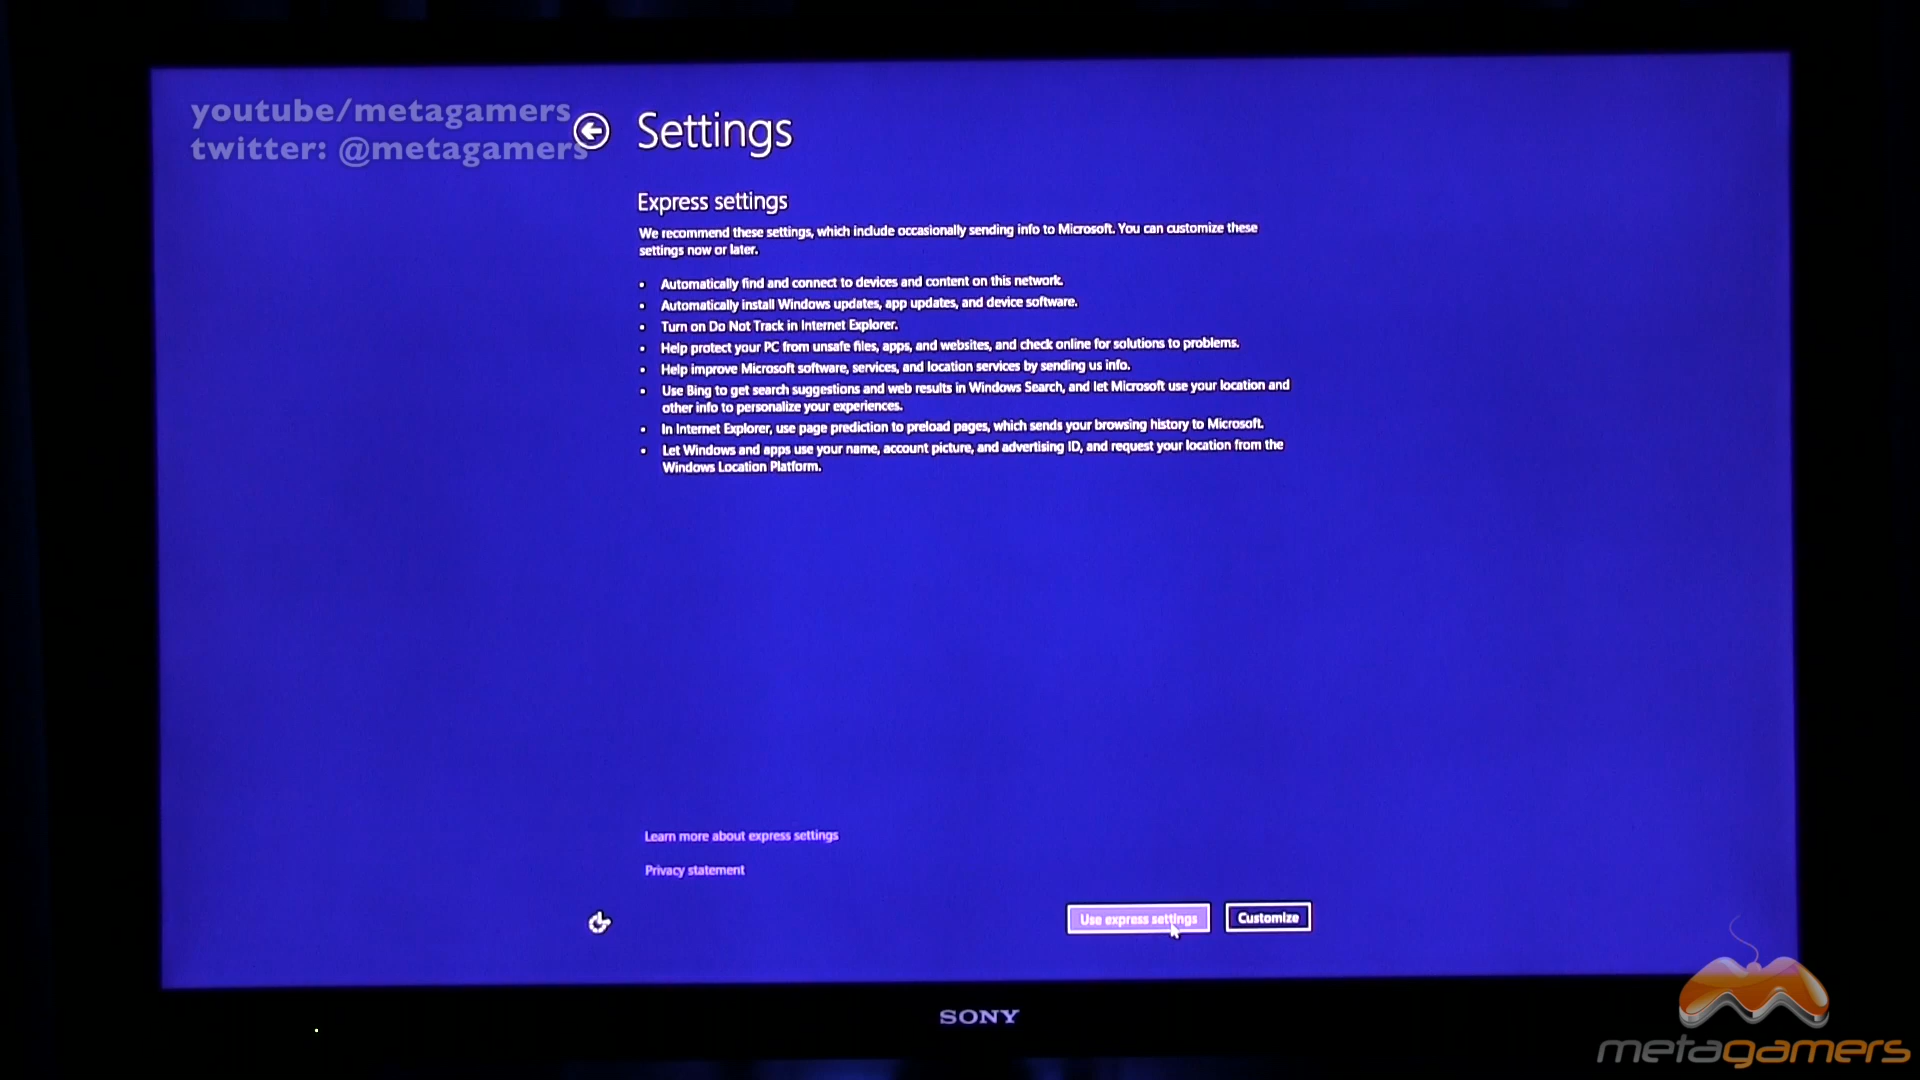 youtube/metagamers
twitter: @metagamers
Settings
Express settings
We recommend these settings, which include occasionally sending info to Microsoft. You can customize these
settings now or later.
• Automatically find and connect to devices and content on this network.
• Automatically install Windows updates, app updates, and device software.
• Turn on Do Not Track in Internet Explorer.
• Help protect your PC from unsafe files, apps, and websites, and check online for solutions to problems.
• Help improve Microsoft software, services, and location services by sending us info.
• Use Bing to get search suggestions and web results in Windows Search, and let Microsoft use your location and
other info to personalize your experiences.
• In Internet Explorer, use page prediction to preload pages, which sends your browsing history to Microsoft.
• Let Windows and apps use your name, account picture, and advertising ID, and request your location from the
Windows Location Platform.
Learn more about express settings
Privacy statement
Use express settings
Customize
SONY
metagamers